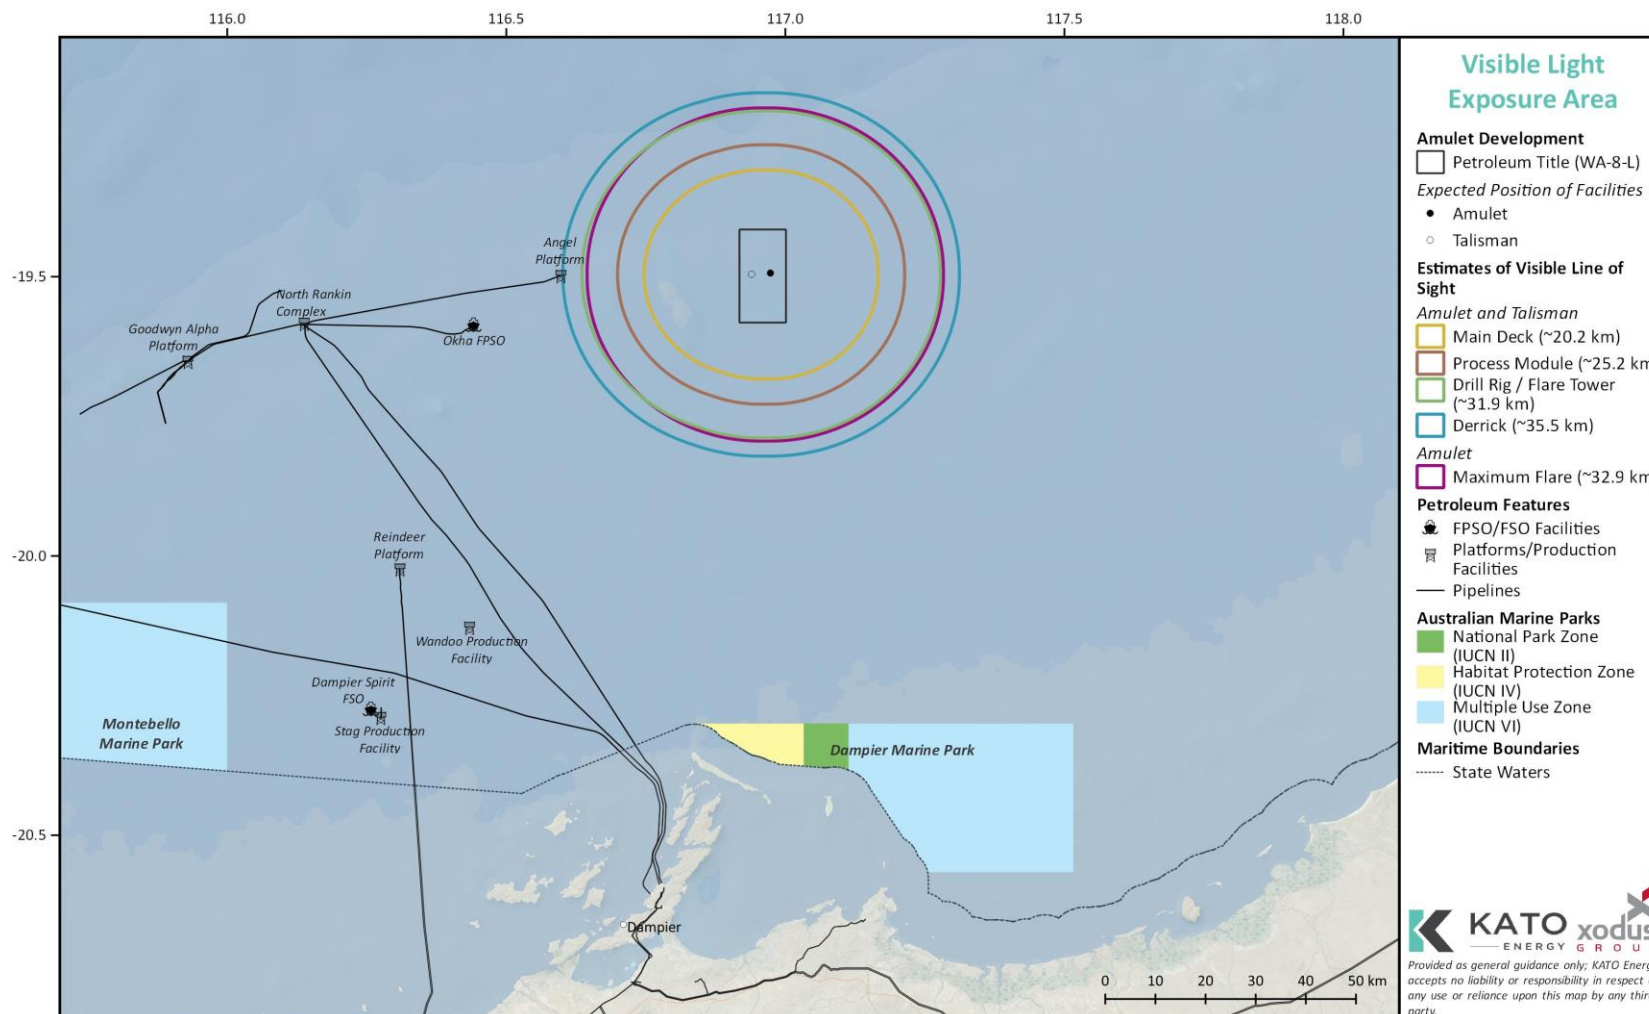 116.0
116.5
117.0
117.5
118.0
-19.5
-20.0
-20.5
Angel
Platform
North Rankin
Complex
Goodwyn Alpha
Platform
Okha FPSO
Reindeer
Platform
Wandoo Production
Facility
Dampier Spirit
FSO
Stag Production
Facility
Montebello
Marine Park
Dampier Marine Park
Dampier
0 10 20 30 40 50 km
Visible Light
Exposure Area
Amulet Development
Petroleum Title (WA-8-L)
Expected Position of Facilities
Amulet
Talisman
Estimates of Visible Line of
Sight
Amulet and Talisman
Main Deck (~20.2 km)
Process Module (~25.2 km
Drill Rig / Flare Tower
(~31.9 km)
Derrick (~35.5 km)
Amulet
Maximum Flare (~32.9 km
Petroleum Features
FPSO/FSO Facilities
Platforms/Production
Facilities
Pipelines
Australian Marine Parks
National Park Zone
(IUCN II)
Habitat Protection Zone
(IUCN IV)
Multiple Use Zone
(IUCN VI)
Maritime Boundaries
State Waters
KATO
ENERGY
xodus
GROU
Provided as general guidance only; KATO Energ
accepts no liability or responsibility in respect
any use or reliance upon this map by any thir
party.